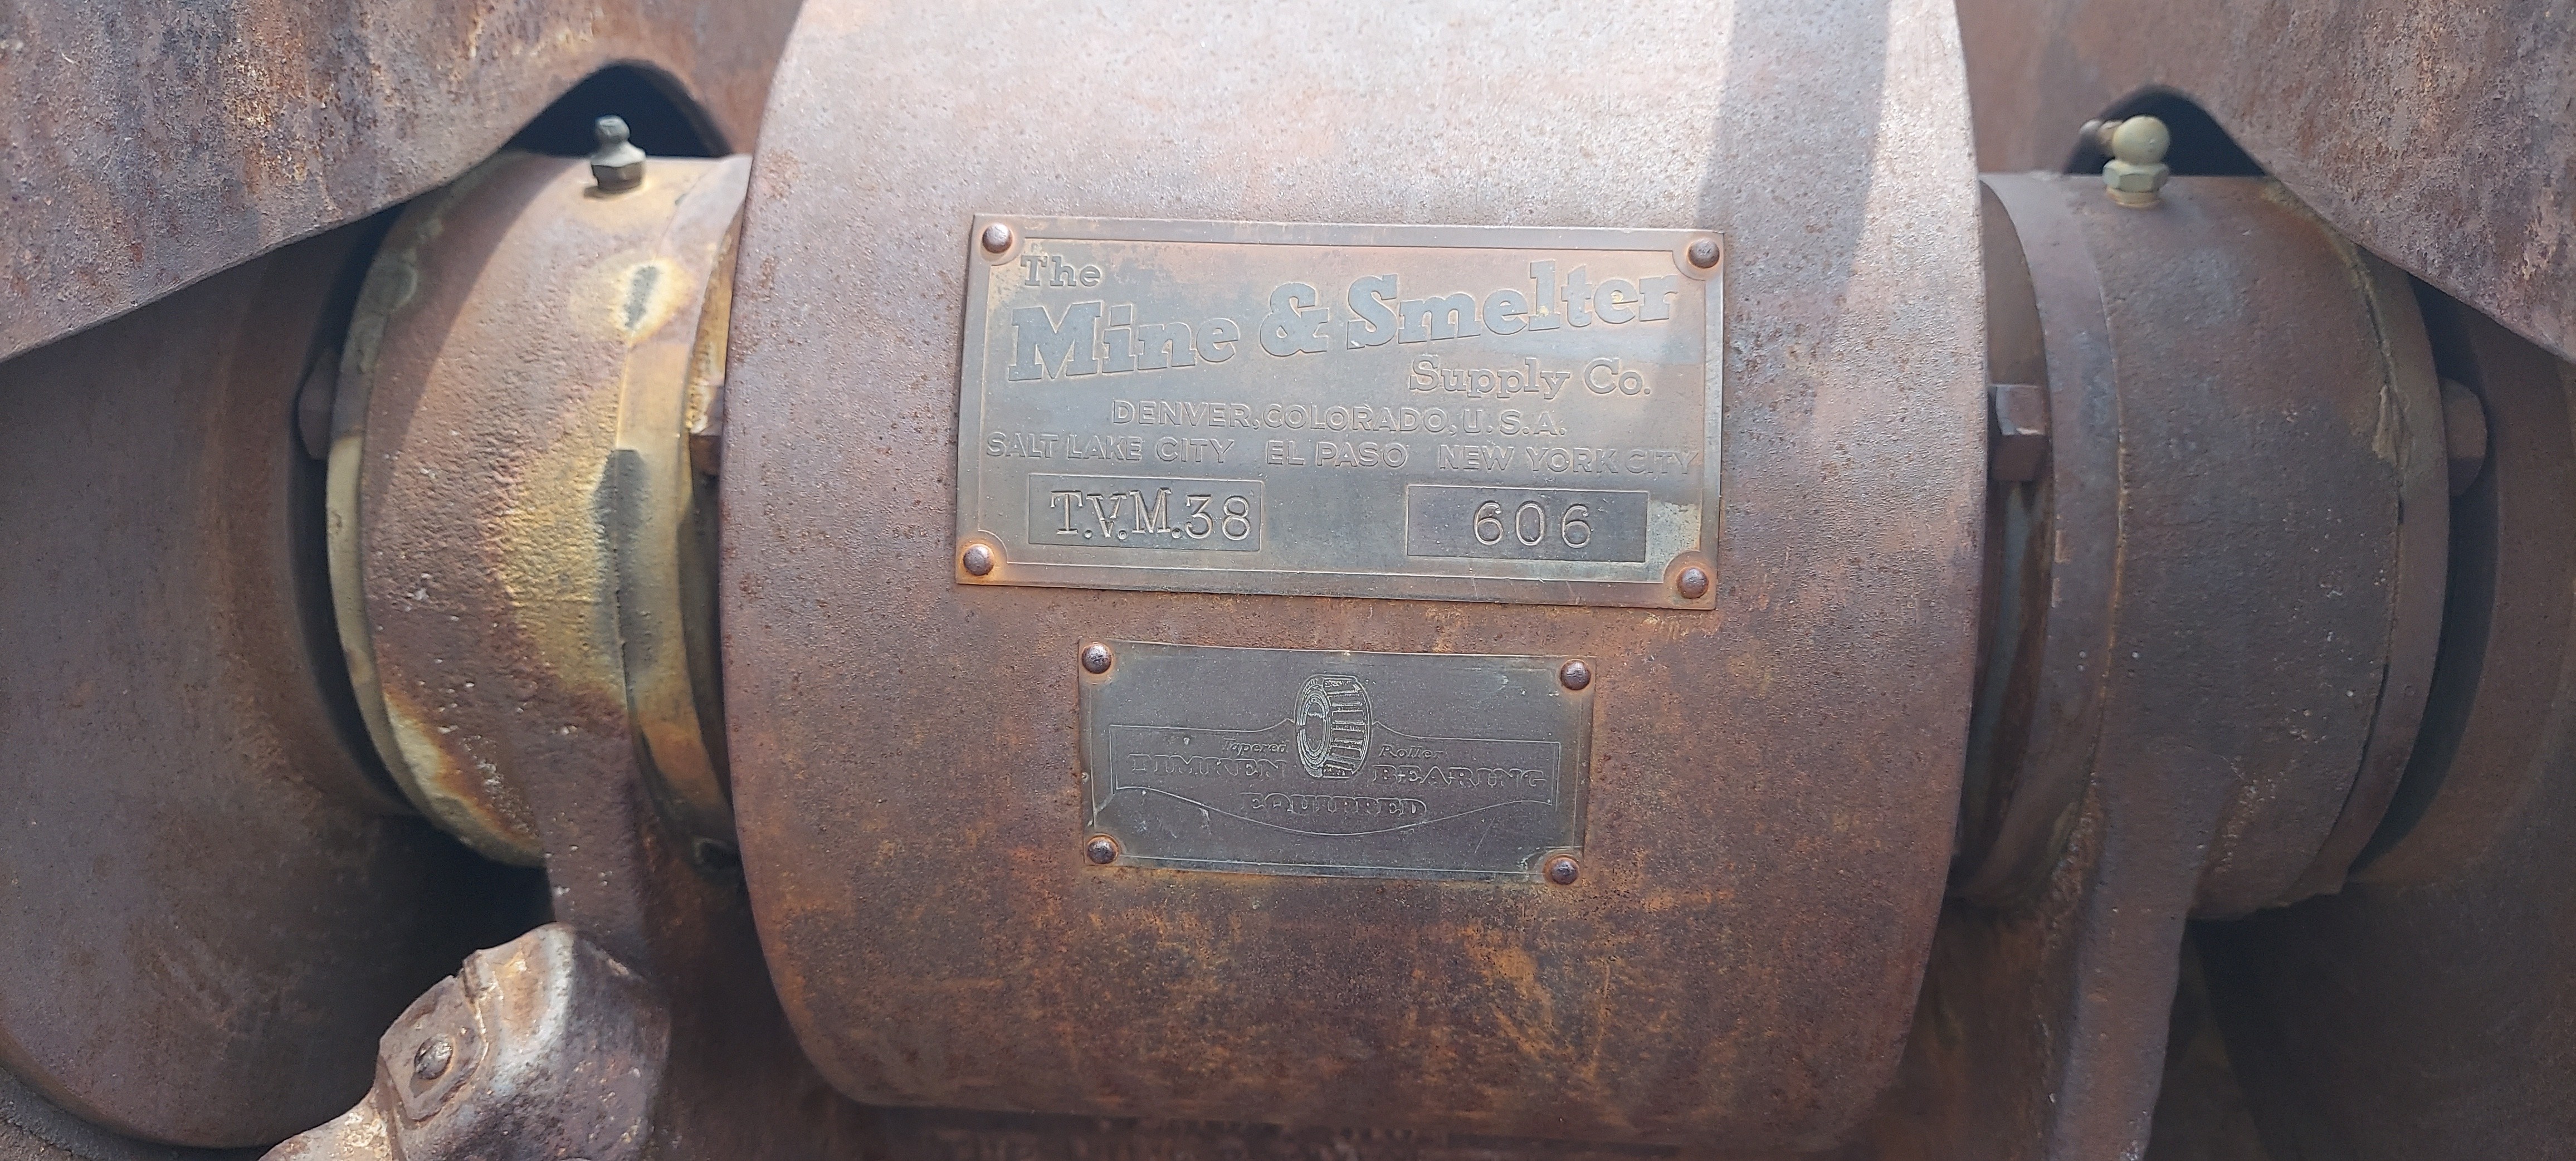 The
Mine & Smelter
Supply Co.
DENVER, COLORADO, U.S.A.
SALT LAKE CITY EL PASO NEW YORK CITY
T.V.M.38 606
Tapered Roller
TIMKEN BEARING
EQUIPPED